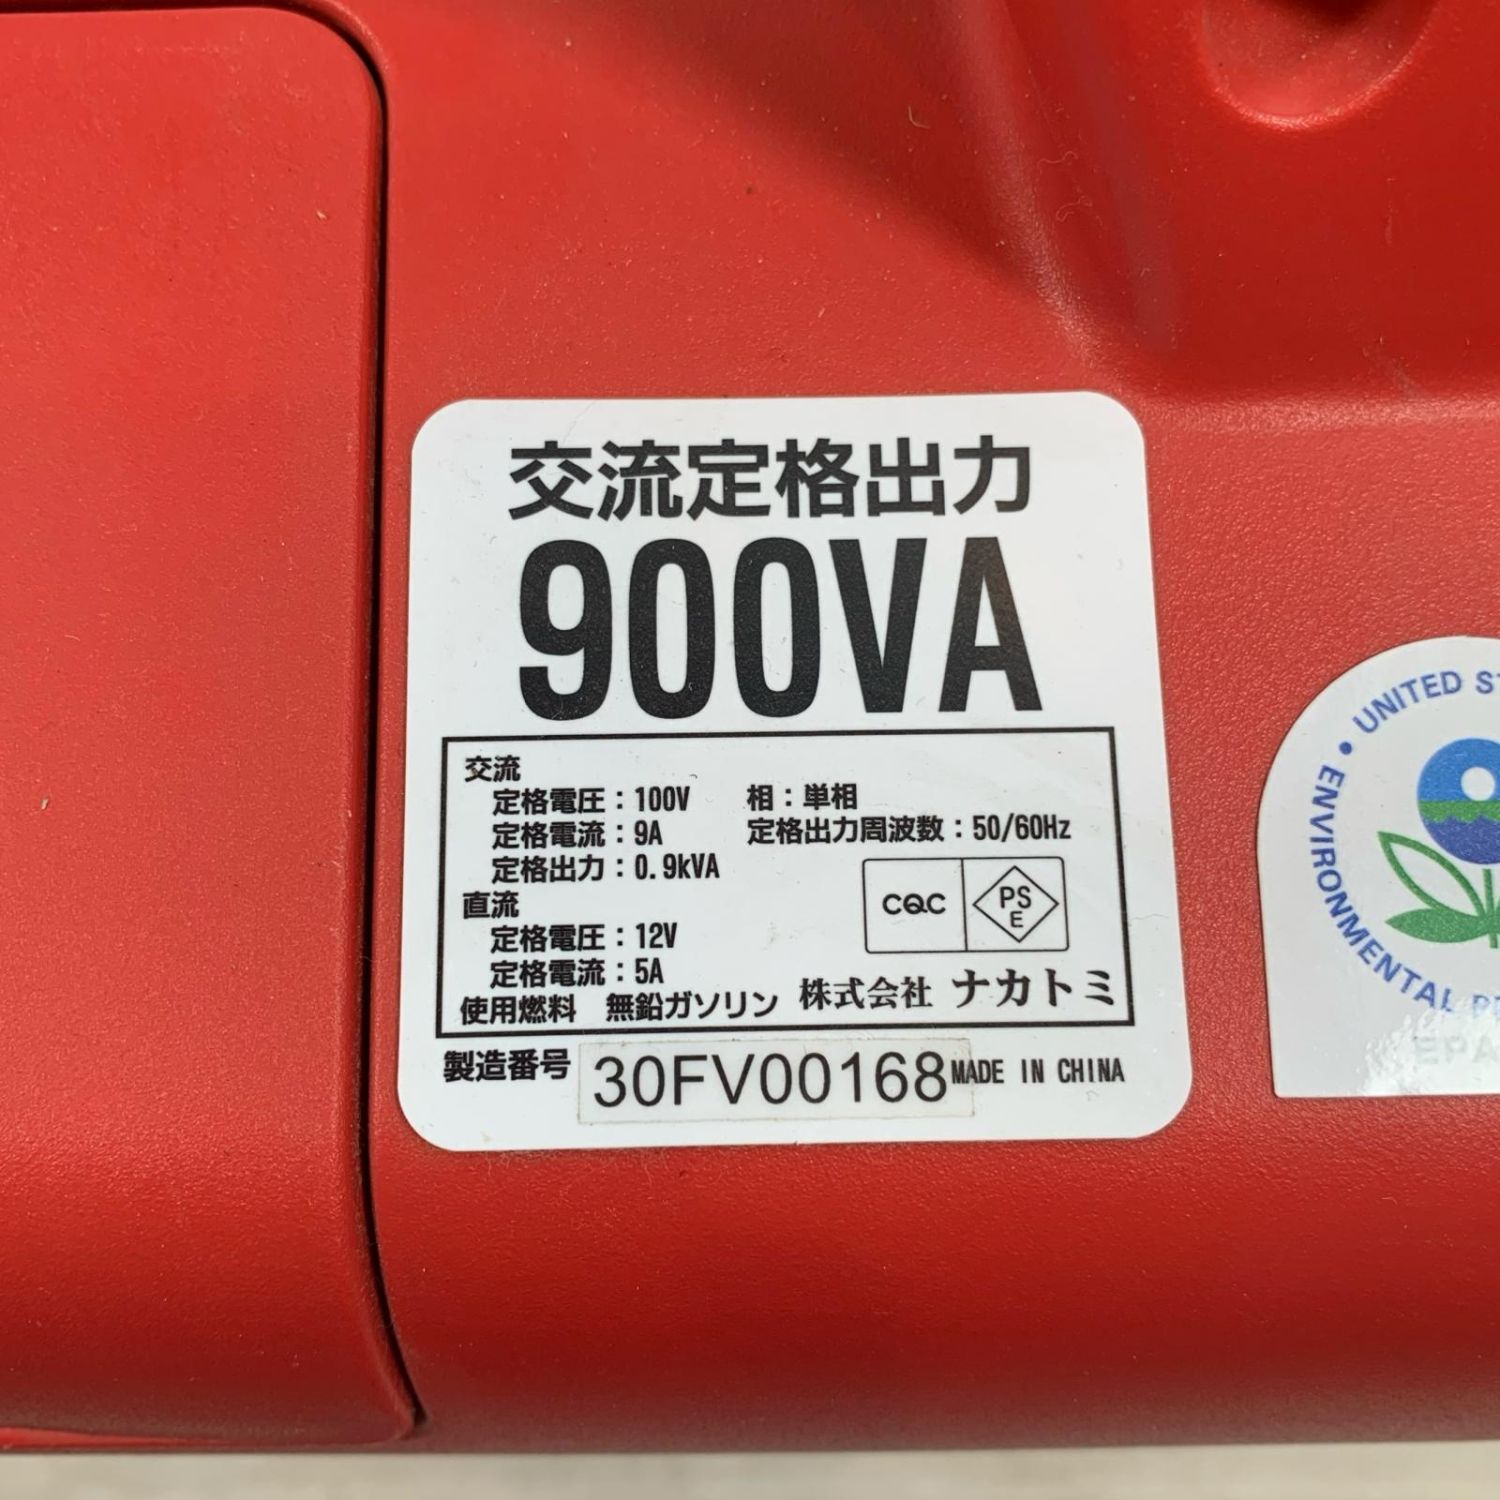 交流定格出力
900VA
交流
定格電圧：100V 相：単相
定格電流：9A 定格出力周波数：50/60Hz
定格出力：0.9kVA
CQC PS E
直流
定格電圧：12V
定格電流：5A
使用燃料 無鉛ガソリン 株式会社 ナカトミ
製造番号 30FV00168 MADE IN CHINA
UNITED
ENVIRONMENTAL
EPA